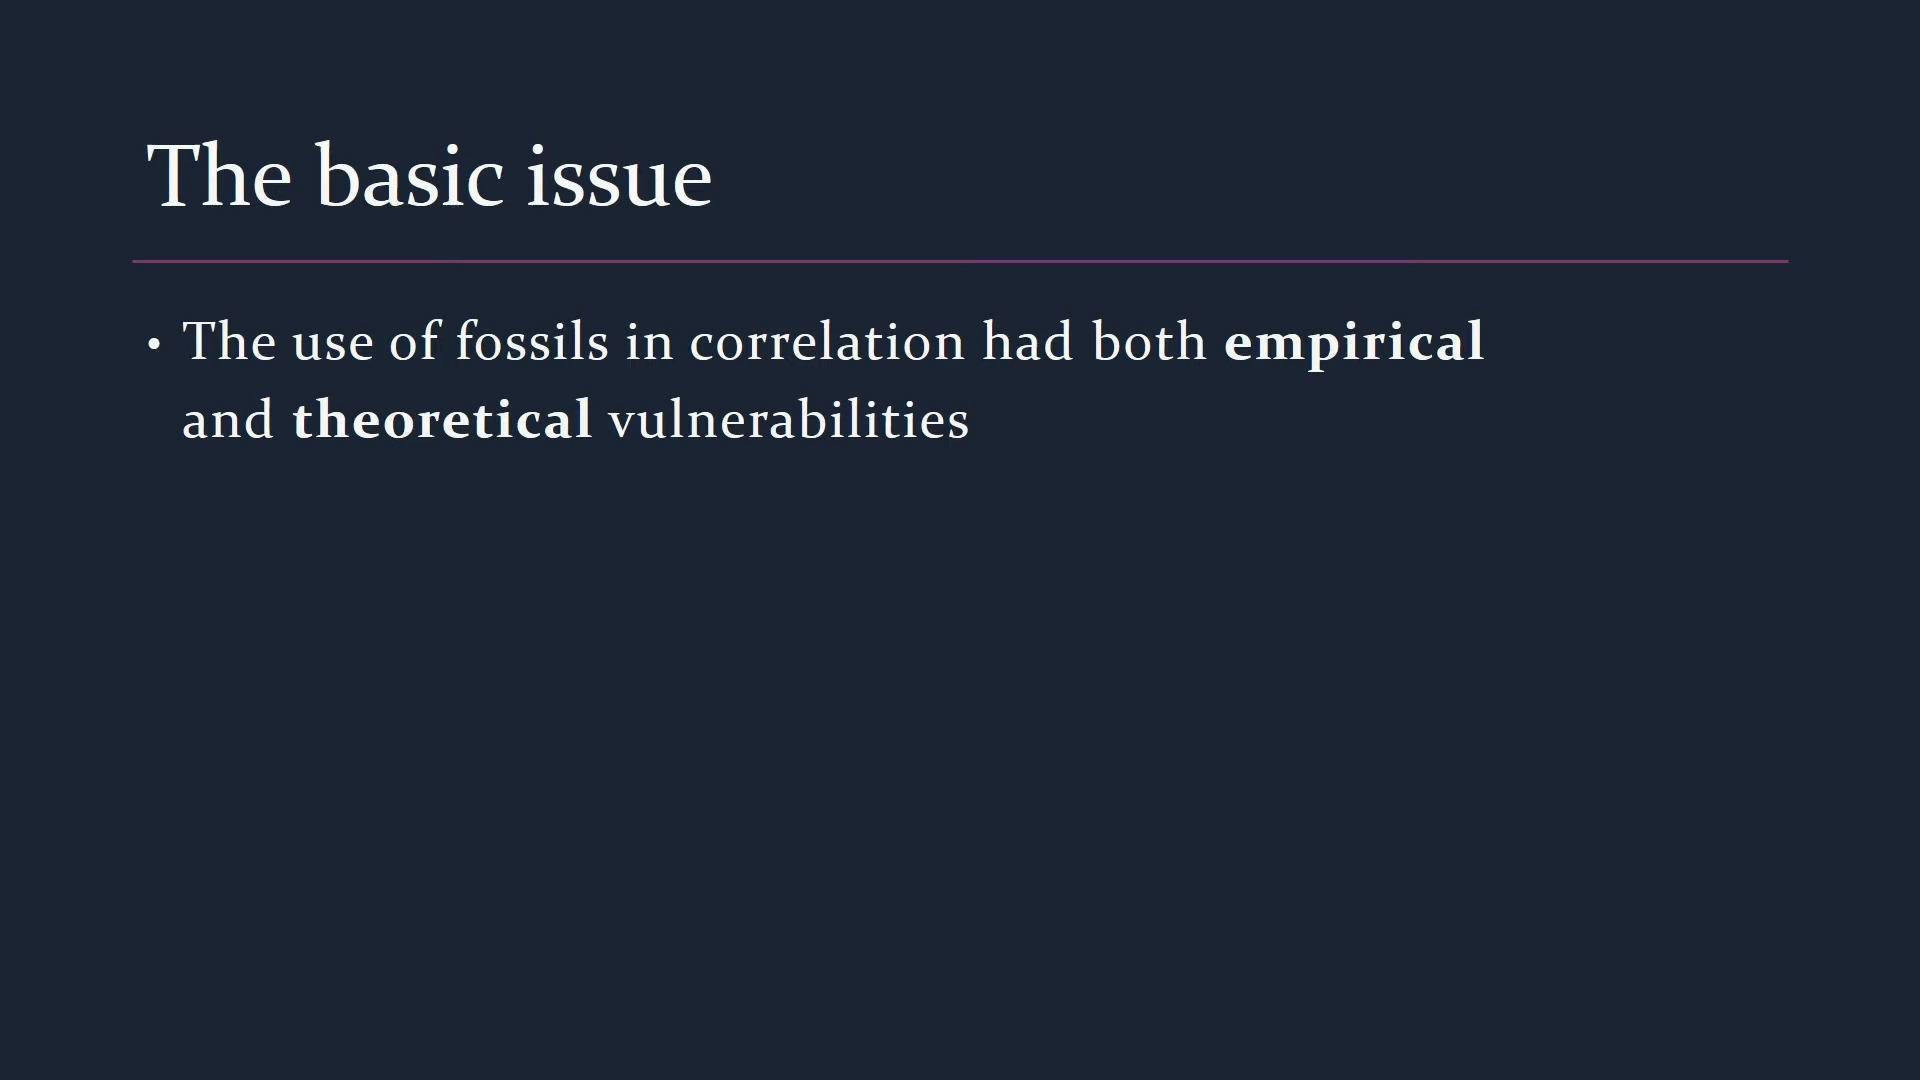 The basic issue
• The use of fossils in correlation had both empirical
and theoretical vulnerabilities